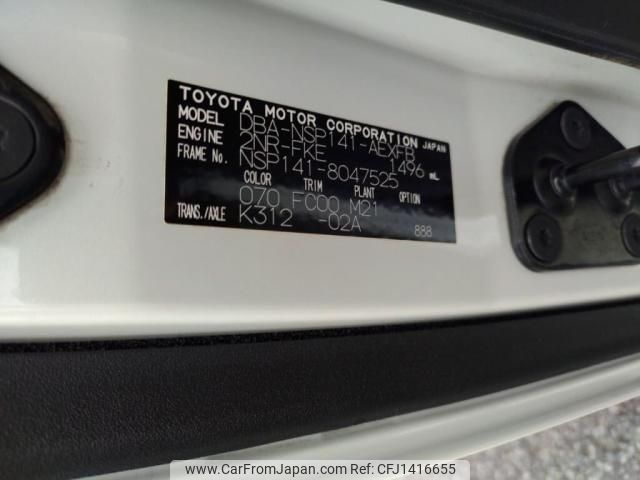 TOYOTA MOTOR CORPORATION JAPAN
MODEL DBA-NSP141-AEXFB
ENGINE 2NR-FKE 1496 mL
FRAME No. NSP141-8047525
COLOR TRIM PLANT OPTION
070 FC00 M21
TRANS./AXLE K312 -02A
888
www.CarFromJapan.com | CFJ1416655